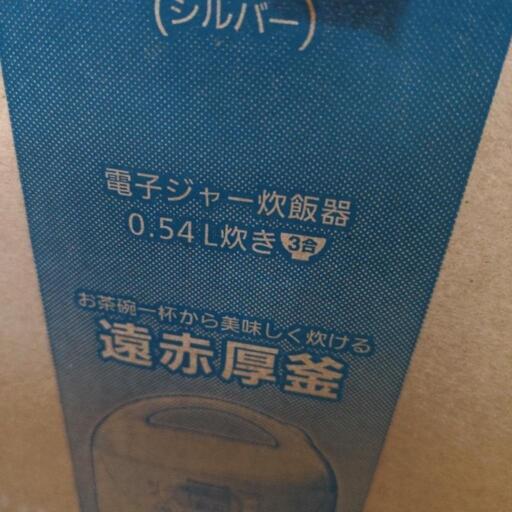 (シルバー)
電子ジャー炊飯器
0.54L炊き 3合
お茶碗一杯から美味しく炊ける
遠赤厚釜